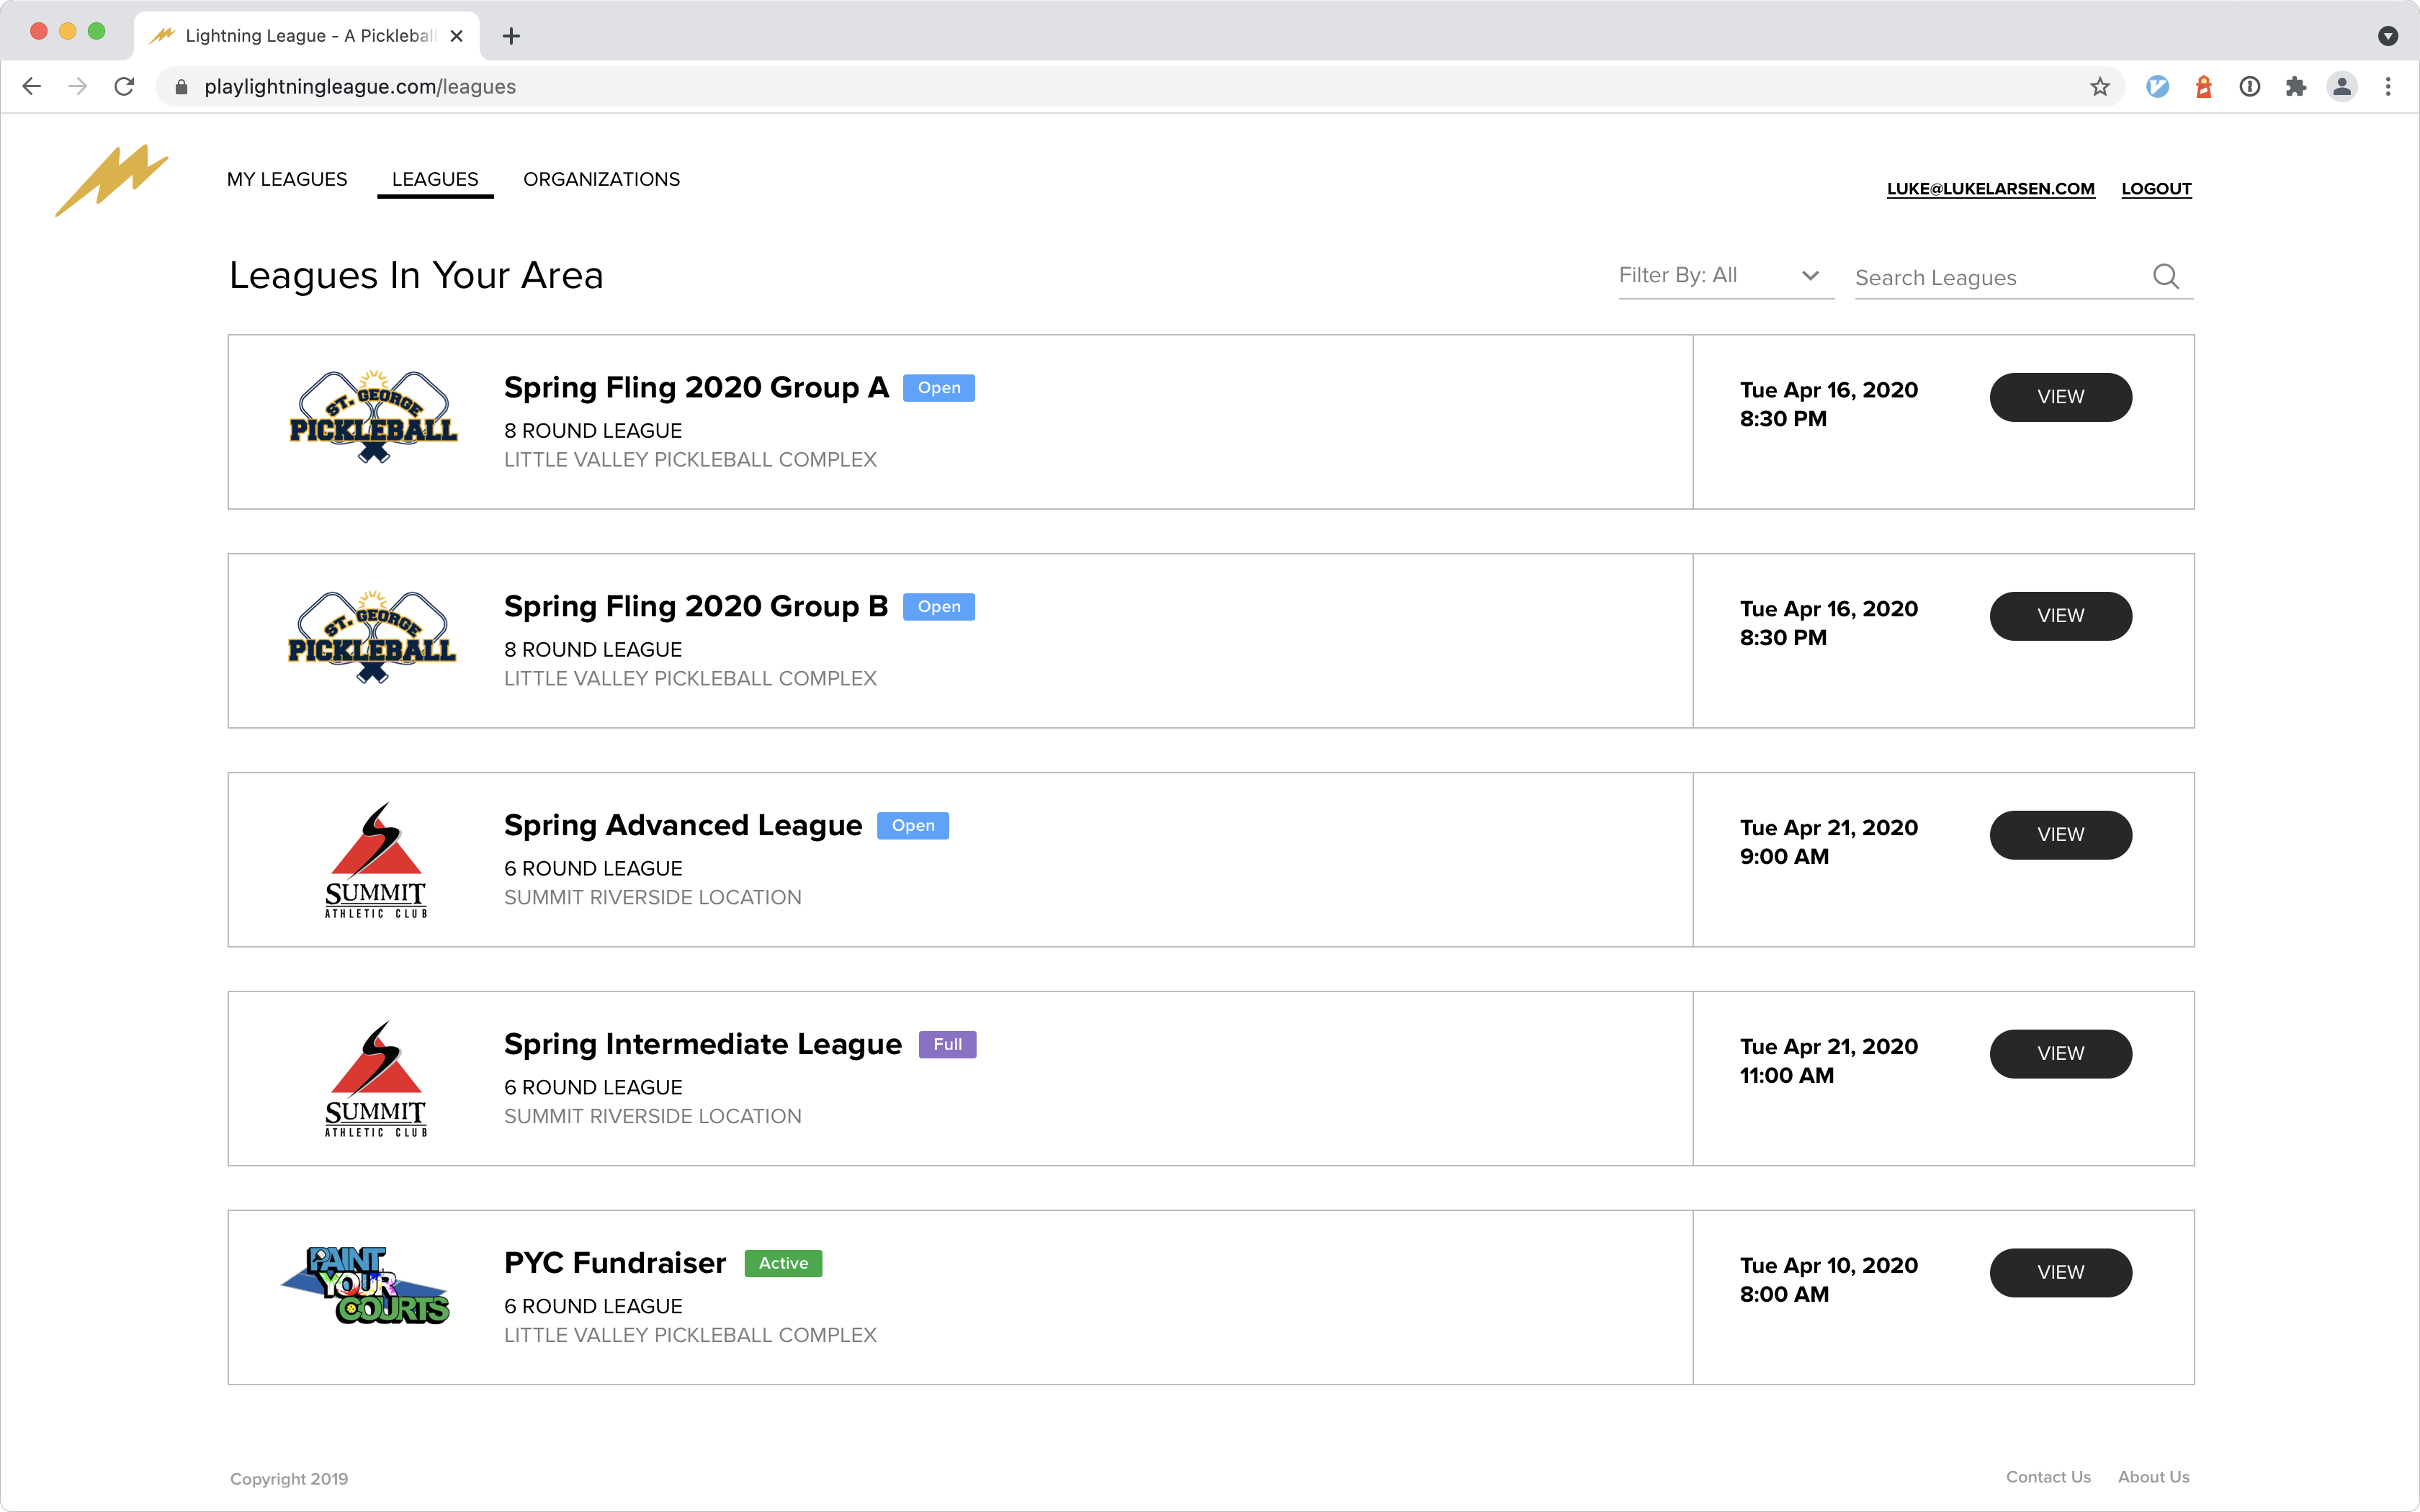 Lightning League - A Pickleball
playlightningleague.com/leagues
MY LEAGUES
LEAGUES
ORGANIZATIONS
LUKE@LUKELARSEN.COM
LOGOUT
Leagues In Your Area
Filter By: All
Search Leagues
ST. GEORGE
PICKLEBALL
Spring Fling 2020 Group A
Open
8 ROUND LEAGUE
LITTLE VALLEY PICKLEBALL COMPLEX
Tue Apr 16, 2020
8:30 PM
VIEW
ST. GEORGE
PICKLEBALL
Spring Fling 2020 Group B
Open
8 ROUND LEAGUE
LITTLE VALLEY PICKLEBALL COMPLEX
Tue Apr 16, 2020
8:30 PM
VIEW
SUMMIT
ATHLETIC CLUB
Spring Advanced League
Open
6 ROUND LEAGUE
SUMMIT RIVERSIDE LOCATION
Tue Apr 21, 2020
9:00 AM
VIEW
SUMMIT
ATHLETIC CLUB
Spring Intermediate League
Full
6 ROUND LEAGUE
SUMMIT RIVERSIDE LOCATION
Tue Apr 21, 2020
11:00 AM
VIEW
PAINT
YOUR
COURTS
PYC Fundraiser
Active
6 ROUND LEAGUE
LITTLE VALLEY PICKLEBALL COMPLEX
Tue Apr 10, 2020
8:00 AM
VIEW
Copyright 2019
Contact Us
About Us